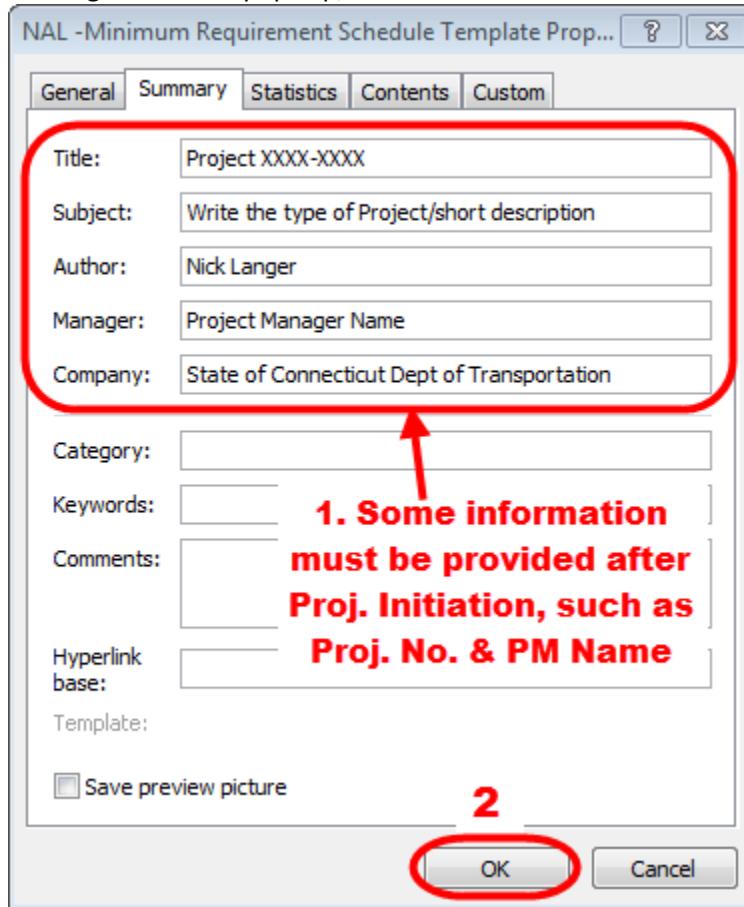 NAL -Minimum Requirement Schedule Template Prop...
General Summary Statistics Contents Custom
Title: Project XXXX-XXXX
Subject: Write the type of Project/short description
Author: Nick Langer
Manager: Project Manager Name
Company: State of Connecticut Dept of Transportation
Category:
Keywords:
1. Some information
must be provided after
Proj. Initiation, such as
Proj. No. & PM Name
Comments:
Hyperlink
base:
Template:
Save preview picture
2
OK Cancel